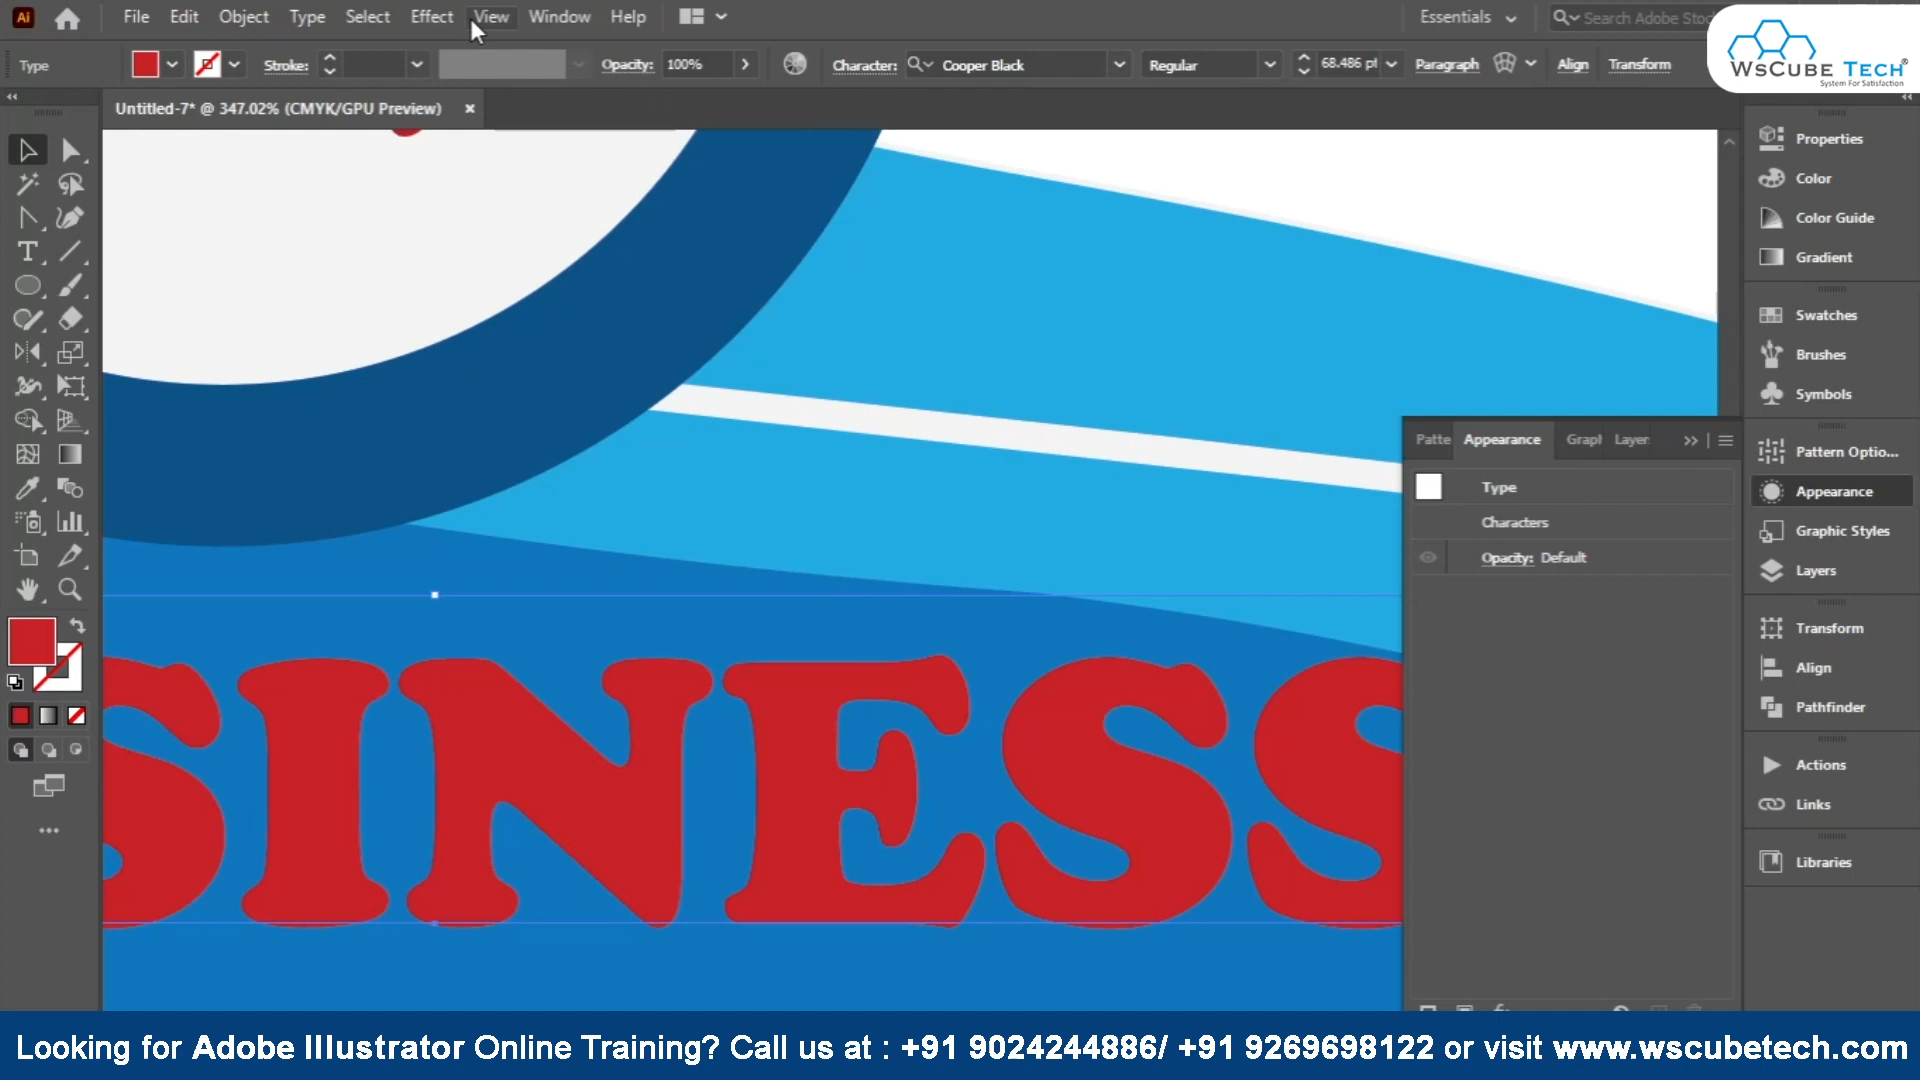 Ai File Edit Object Type Select Effect View Window Help Essentials Search Adobe Stock
Type Stroke: Opacity: 100% Character: Cooper Black Regular 68.486 pt Paragraph Align Transform
WsCube Tech®
System For Satisfaction
Untitled-7* @ 347.02% (CMYK/GPU Preview) ×
Properties
Color
Color Guide
Gradient
Swatches
Brushes
Symbols
Pattern Optio...
Appearance
Graphic Styles
Layers
Transform
Align
Pathfinder
Actions
Links
Libraries
Patte Appearance Graph Layer
Type
Characters
Opacity: Default
SINESS
Looking for Adobe Illustrator Online Training? Call us at : +91 9024244886/ +91 9269698122 or visit www.wscubetech.com